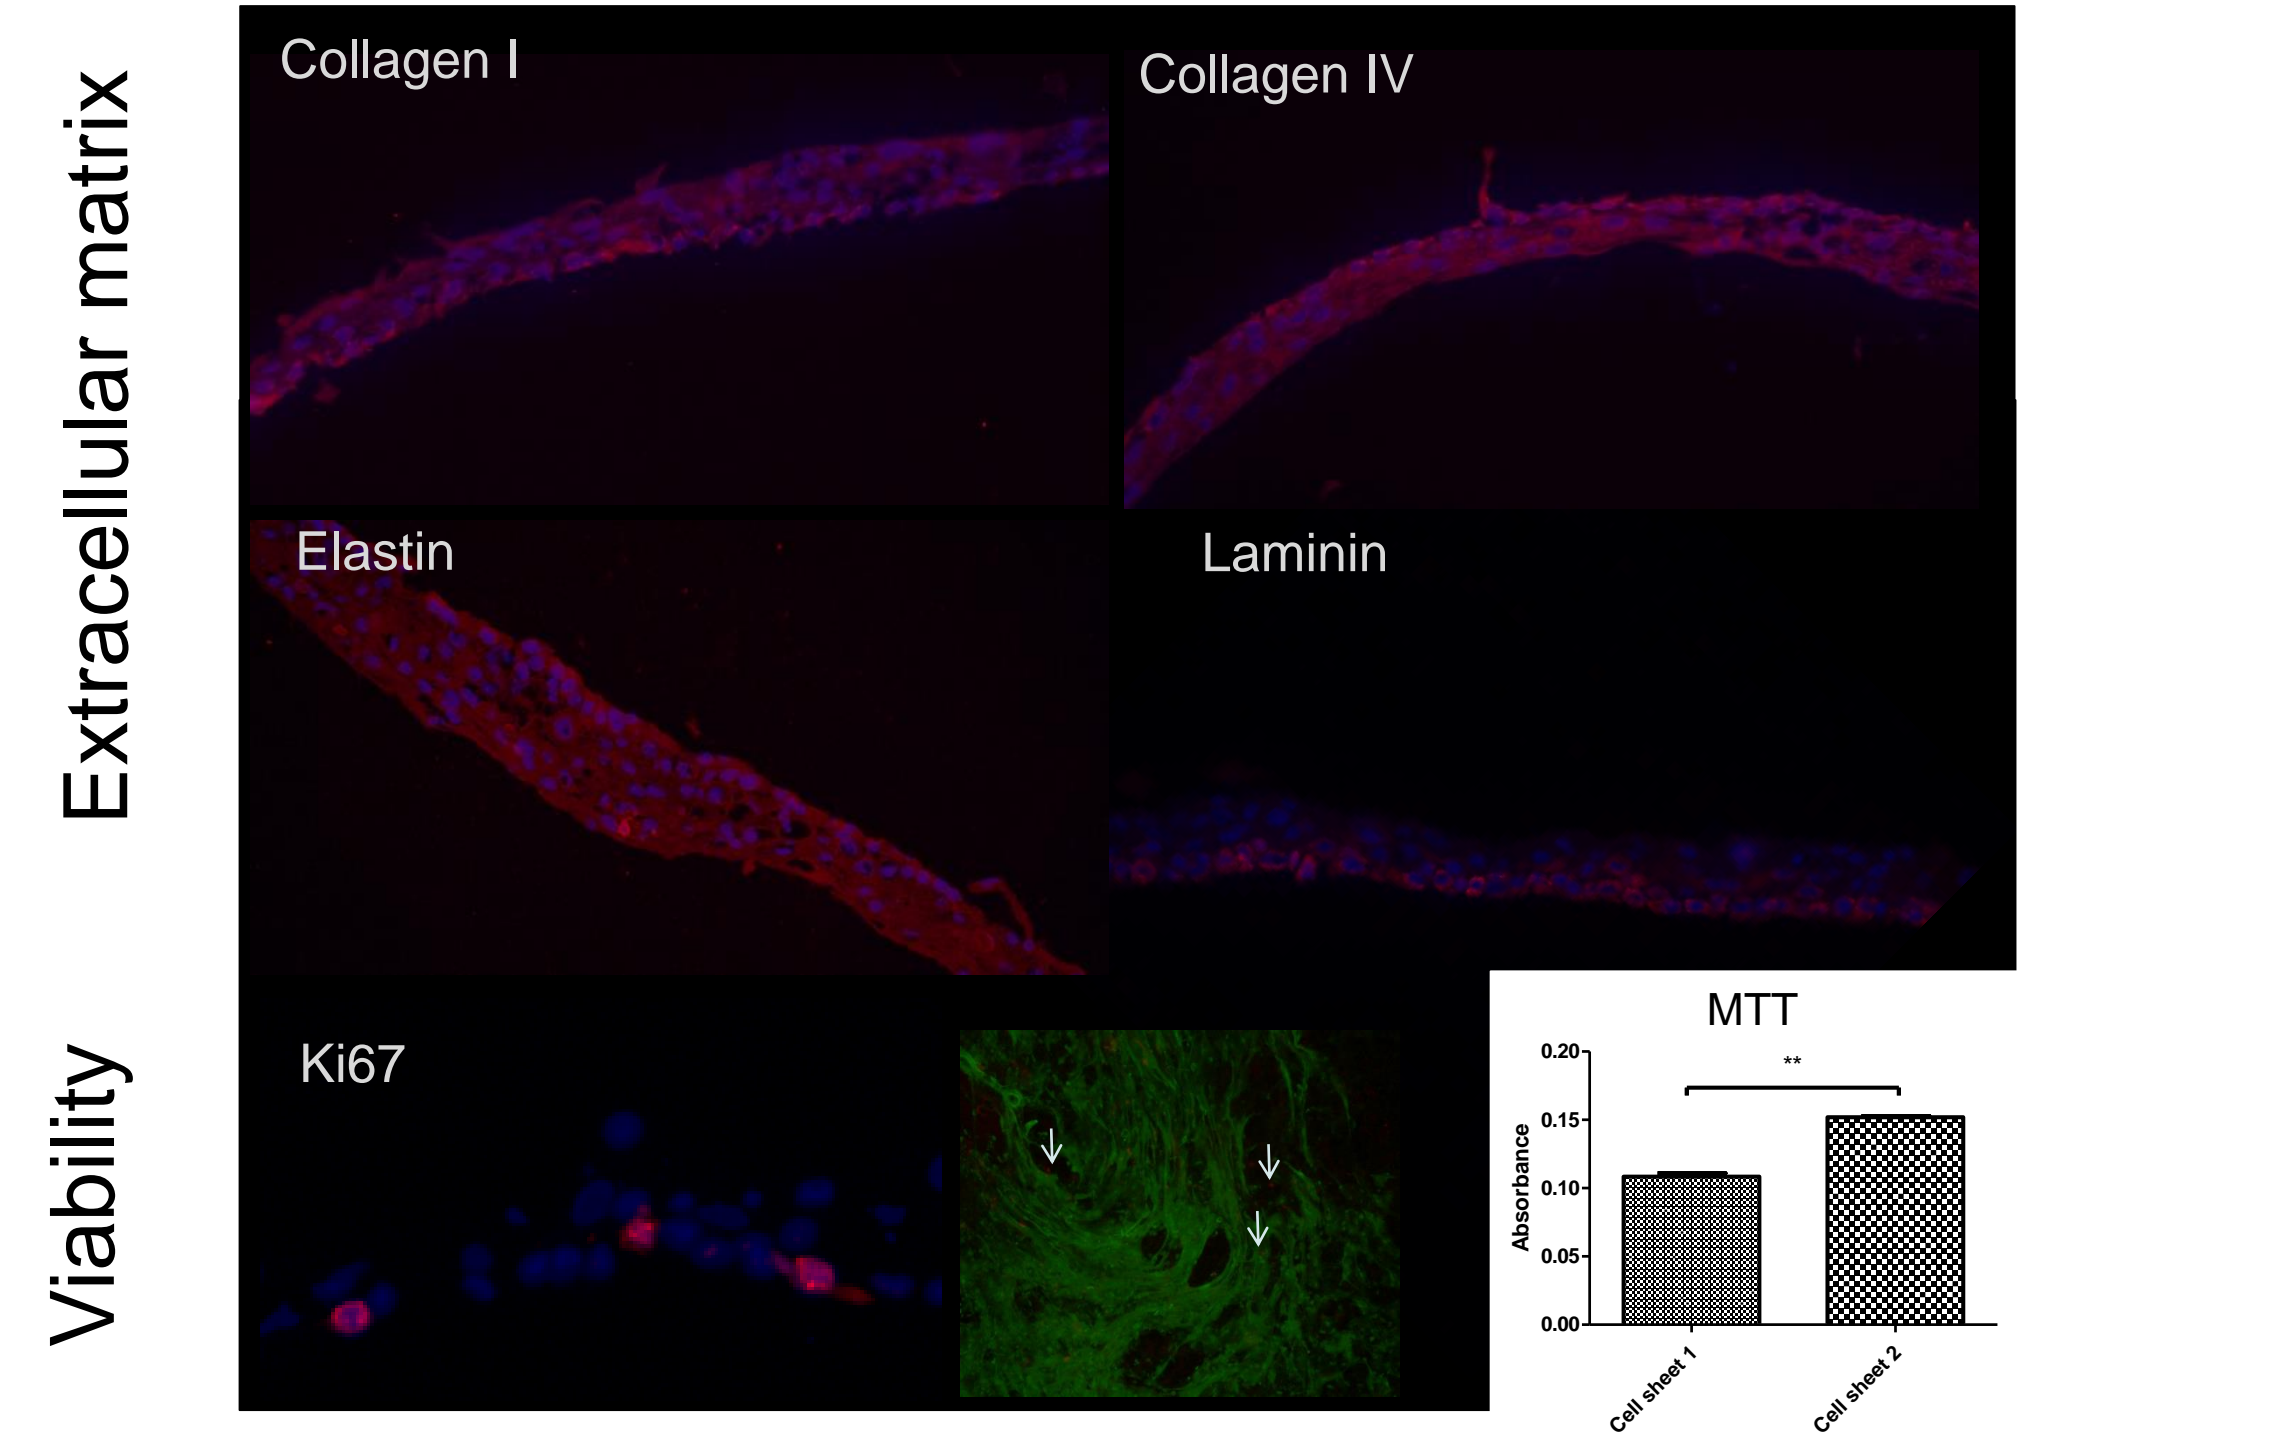 Extracellular matrix
Collagen I
Collagen IV
Elastin
Laminin
Viability
Ki67
MTT
**
Absorbance
0.20
0.15
0.10
0.05
0.00
Cell sheet 1
Cell sheet 2